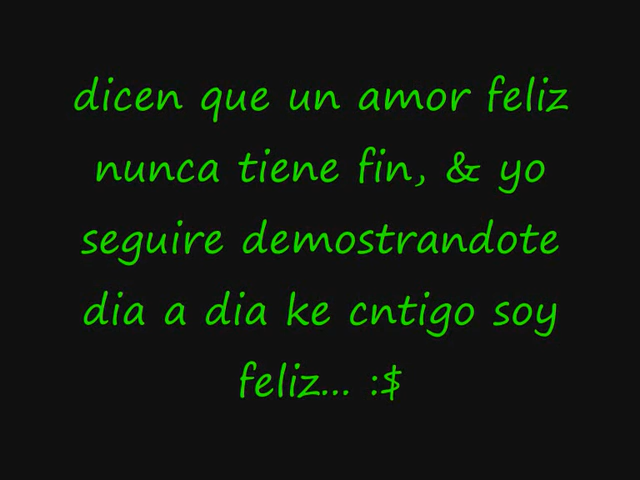 dicen que un amor feliz
nunca tiene fin, & yo
seguire demostrandote
dia a dia ke cntigo soy
feliz... :$